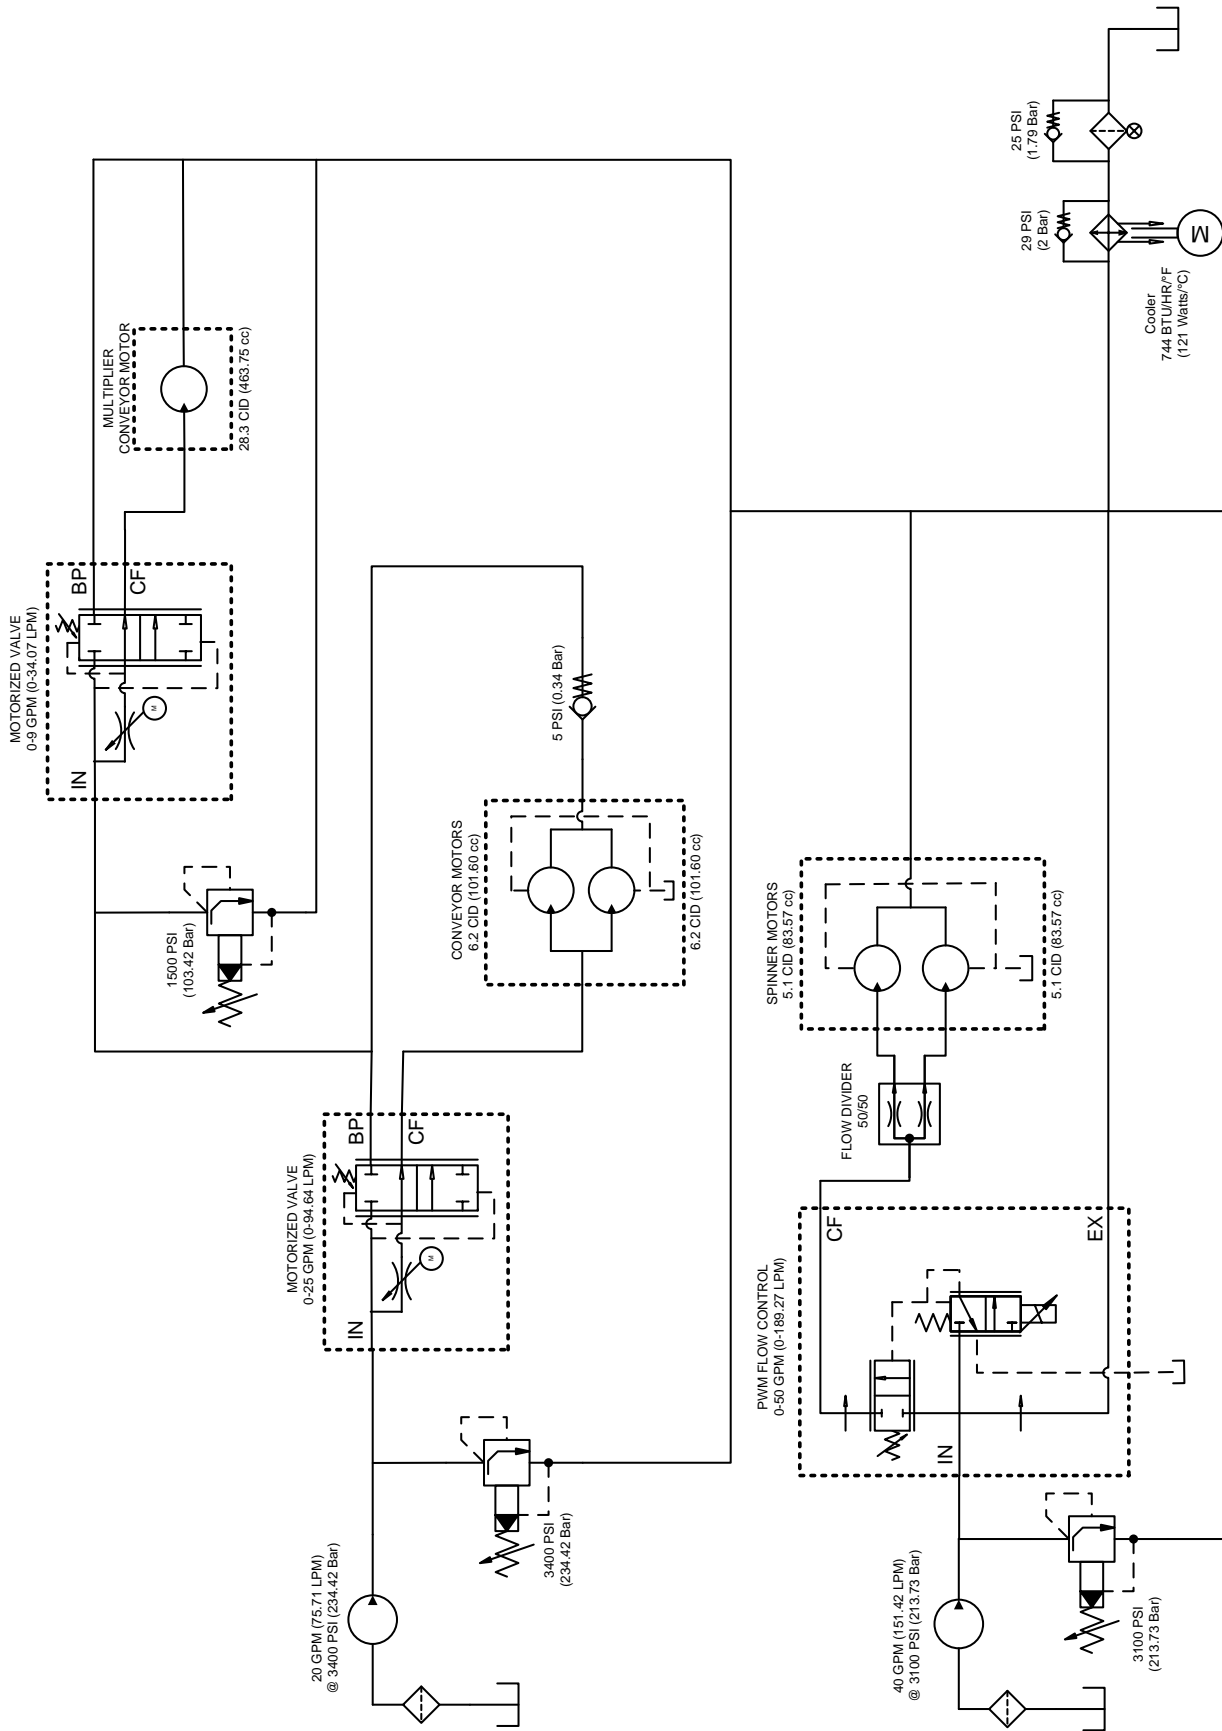 MOTORIZED VALVE
0-9 GPM (0-34.07 LPM)
IN
BP
CF
M
MULTIPLIER
CONVEYOR MOTOR
28.3 CID (463.75 cc)
1500 PSI
(103.42 Bar)
MOTORIZED VALVE
0-25 GPM (0-94.64 LPM)
IN
BP
CF
M
CONVEYOR MOTORS
6.2 CID (101.60 cc)
6.2 CID (101.60 cc)
5 PSI (0.34 Bar)
20 GPM (75.71 LPM)
@ 3400 PSI (234.42 Bar)
3400 PSI
(234.42 Bar)
PWM FLOW CONTROL
0-50 GPM (0-189.27 LPM)
IN
CF
EX
FLOW DIVIDER
50/50
SPINNER MOTORS
5.1 CID (83.57 cc)
5.1 CID (83.57 cc)
40 GPM (151.42 LPM)
@ 3100 PSI (213.73 Bar)
3100 PSI
(213.73 Bar)
29 PSI
(2 Bar)
25 PSI
(1.79 Bar)
M
Cooler
744 BTU/HR/°F
(121 Watts/°C)